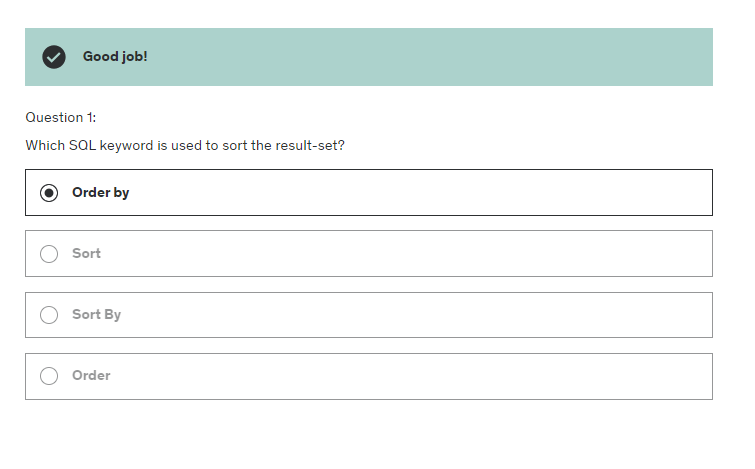 Good job!
Question 1:
Which SQL keyword is used to sort the result-set?
Order by
Sort
Sort By
Order